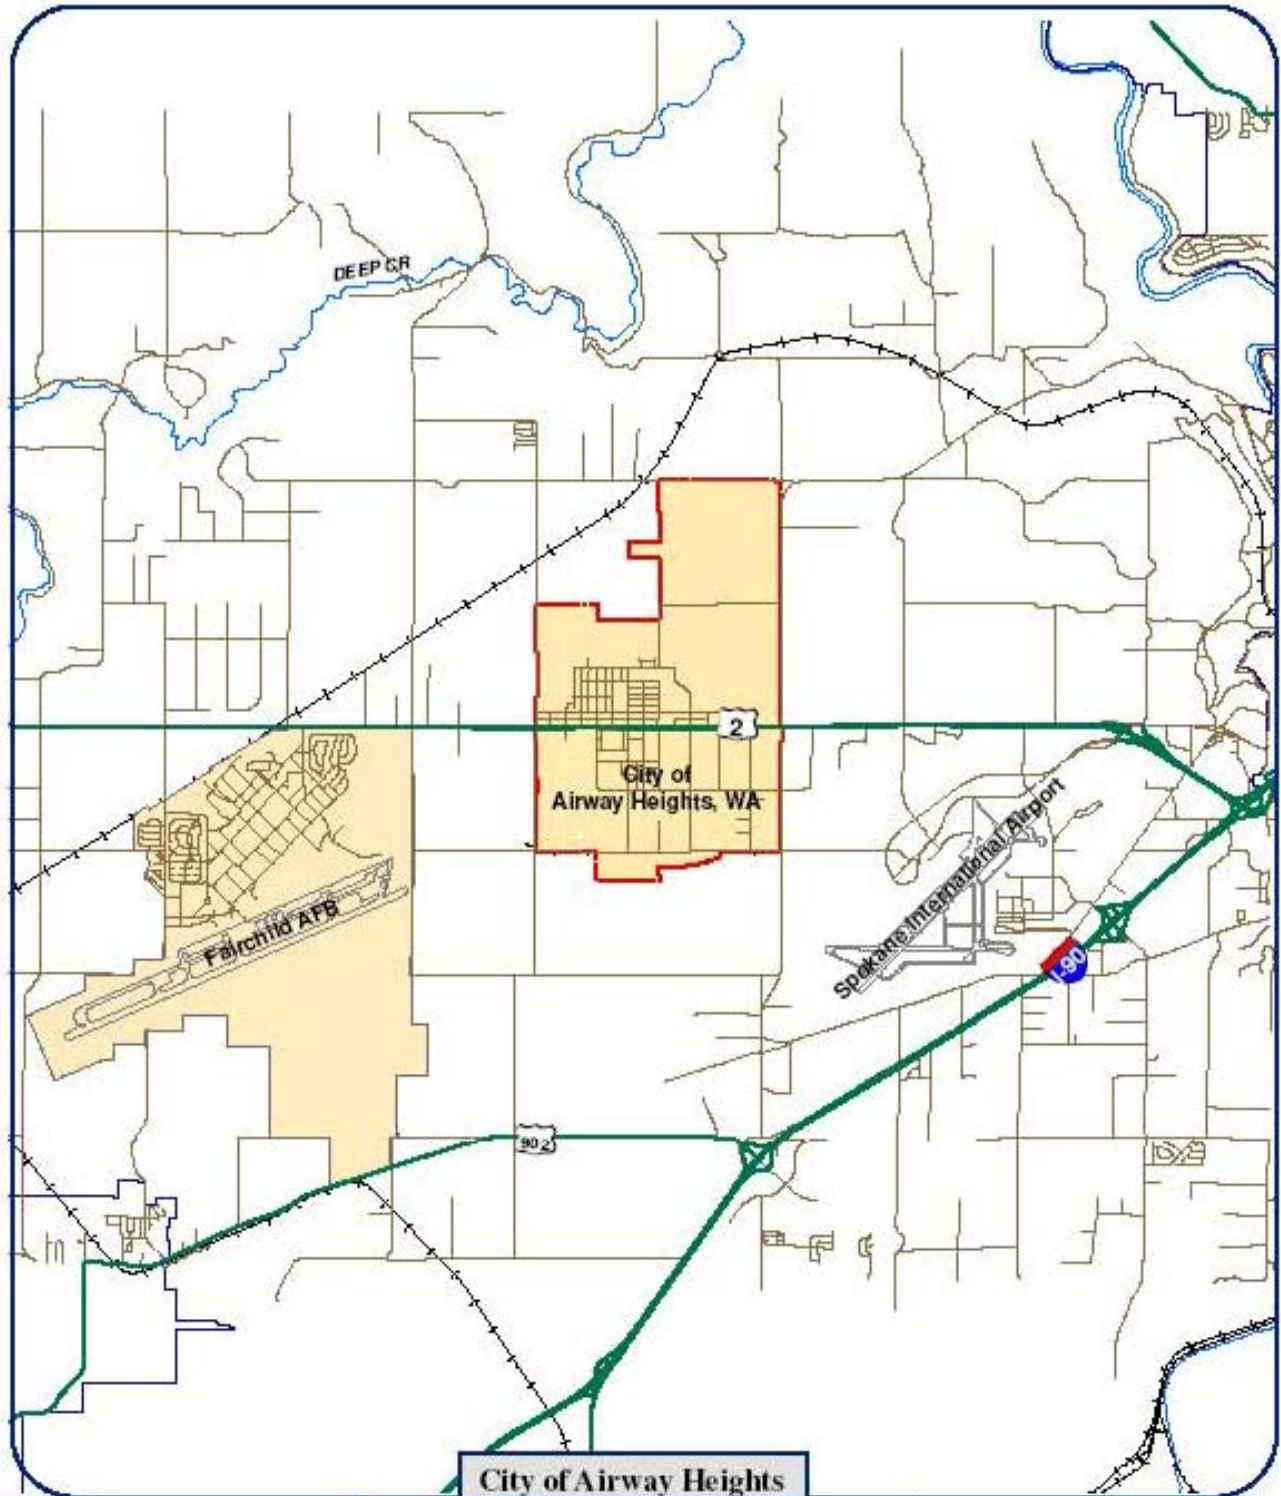 DEEP CR
2
City of
Airway Heights, WA
Spokane International Airport
Fairchild AFB
I-90
902
City of Airway Heights